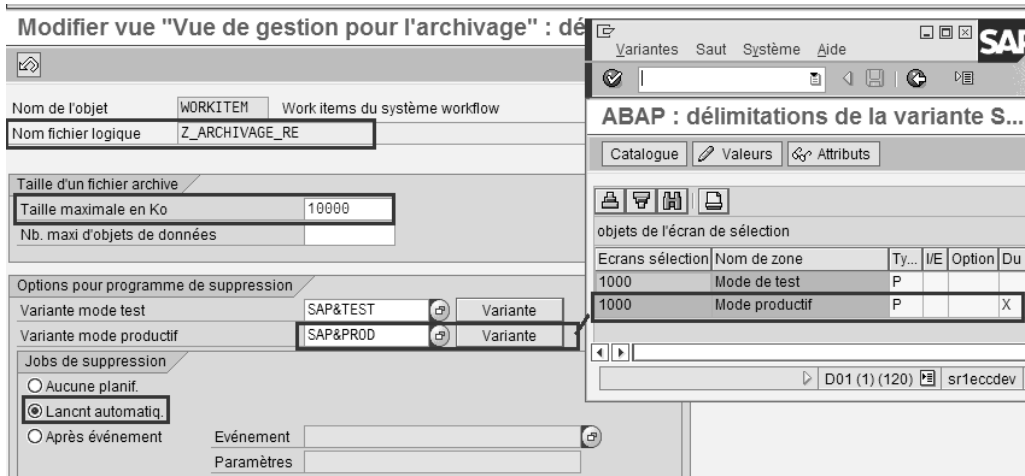 Modifier vue "Vue de gestion pour l'archivage" : dé
Nom de l'objet WORKITEM Work items du système workflow
Nom fichier logique Z_ARCHIVAGE_RE
Taille d'un fichier archive
Taille maximale en Ko 10000
Nb. maxi d'objets de données
Options pour programme de suppression
Variante mode test SAP&TEST Variante
Variante mode productif SAP&PROD Variante
Jobs de suppression
Aucune planif.
Lancnt automatiq.
Après événement Evénement
Paramètres
Variantes Saut Système Aide
SAP
ABAP : délimitations de la variante S...
Catalogue Valeurs Attributs
objets de l'écran de sélection
Ecrans sélection Nom de zone Ty... I/E Option Du
1000 Mode de test P
1000 Mode productif P X
D01 (1) (120) sr1eccdev